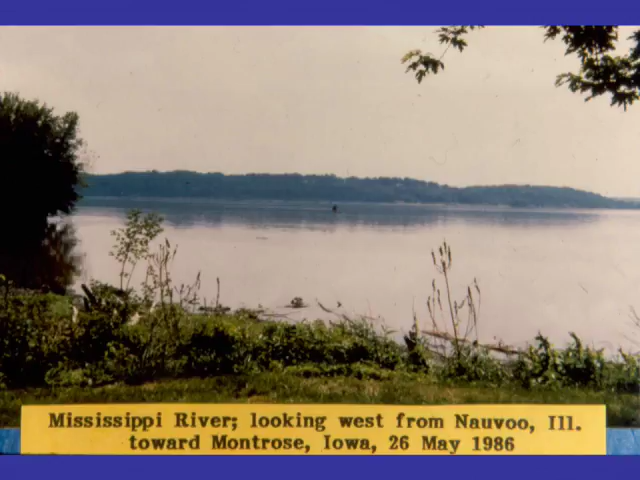 Mississippi River; looking west from Nauvoo, Ill.
toward Montrose, Iowa, 26 May 1986